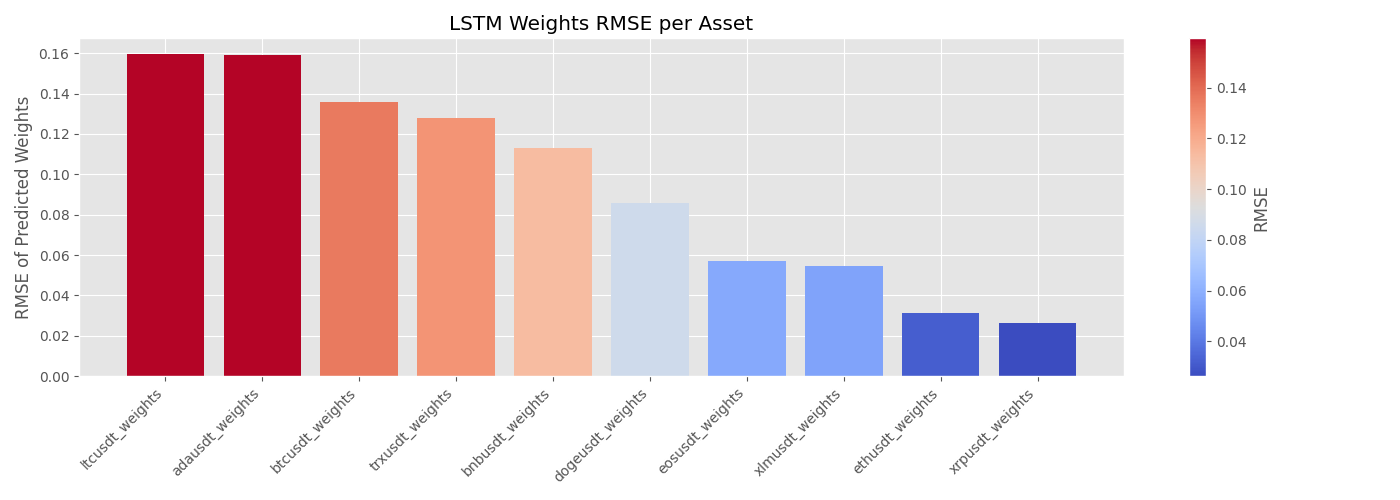 LSTM Weights RMSE per Asset
RMSE of Predicted Weights
0.16
0.14
0.12
0.10
0.08
0.06
0.04
0.02
0.00
ltcusdt_weights
adausdt_weights
btcusdt_weights
trxusdt_weights
bnbusdt_weights
dogeusdt_weights
eosusdt_weights
xlmusdt_weights
ethusdt_weights
xrpusdt_weights
0.14
0.12
0.10
0.08
0.06
0.04
RMSE